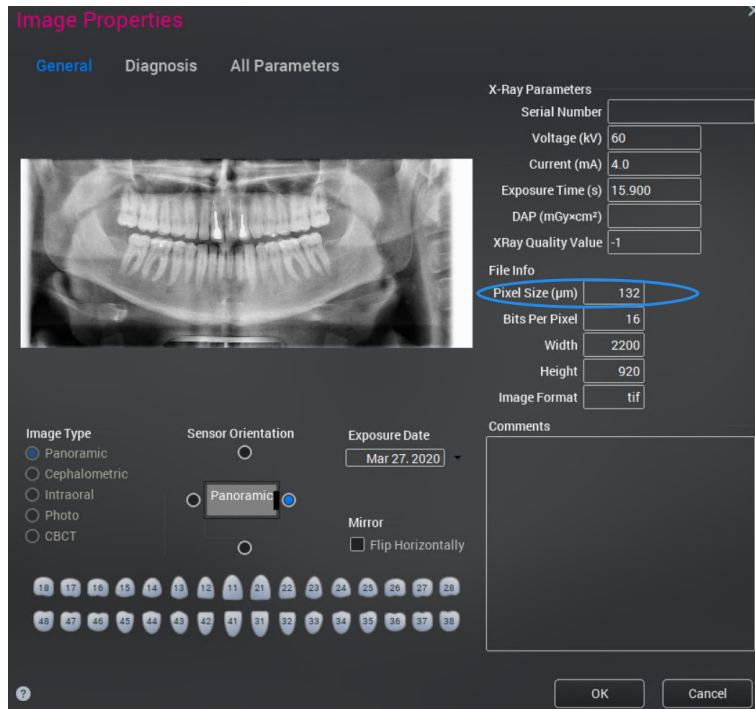 Image Properties
General Diagnosis All Parameters
X-Ray Parameters
Serial Number
Voltage (kV) 60
Current (mA) 4.0
Exposure Time (s) 15.900
DAP (mGy×cm²)
XRay Quality Value -1
File Info
Pixel Size (µm) 132
Bits Per Pixel 16
Width 2200
Height 920
Image Format tif
Image Type
Panoramic
Cephalometric
Intraoral
Photo
CBCT
Sensor Orientation
Panoramic
Exposure Date
Mar 27. 2020
Mirror
Flip Horizontally
Comments
18 17 16 15 14 13 12 11 21 22 23 24 25 26 27 28
48 47 46 45 44 43 42 41 31 32 33 34 35 36 37 38
?
OK Cancel